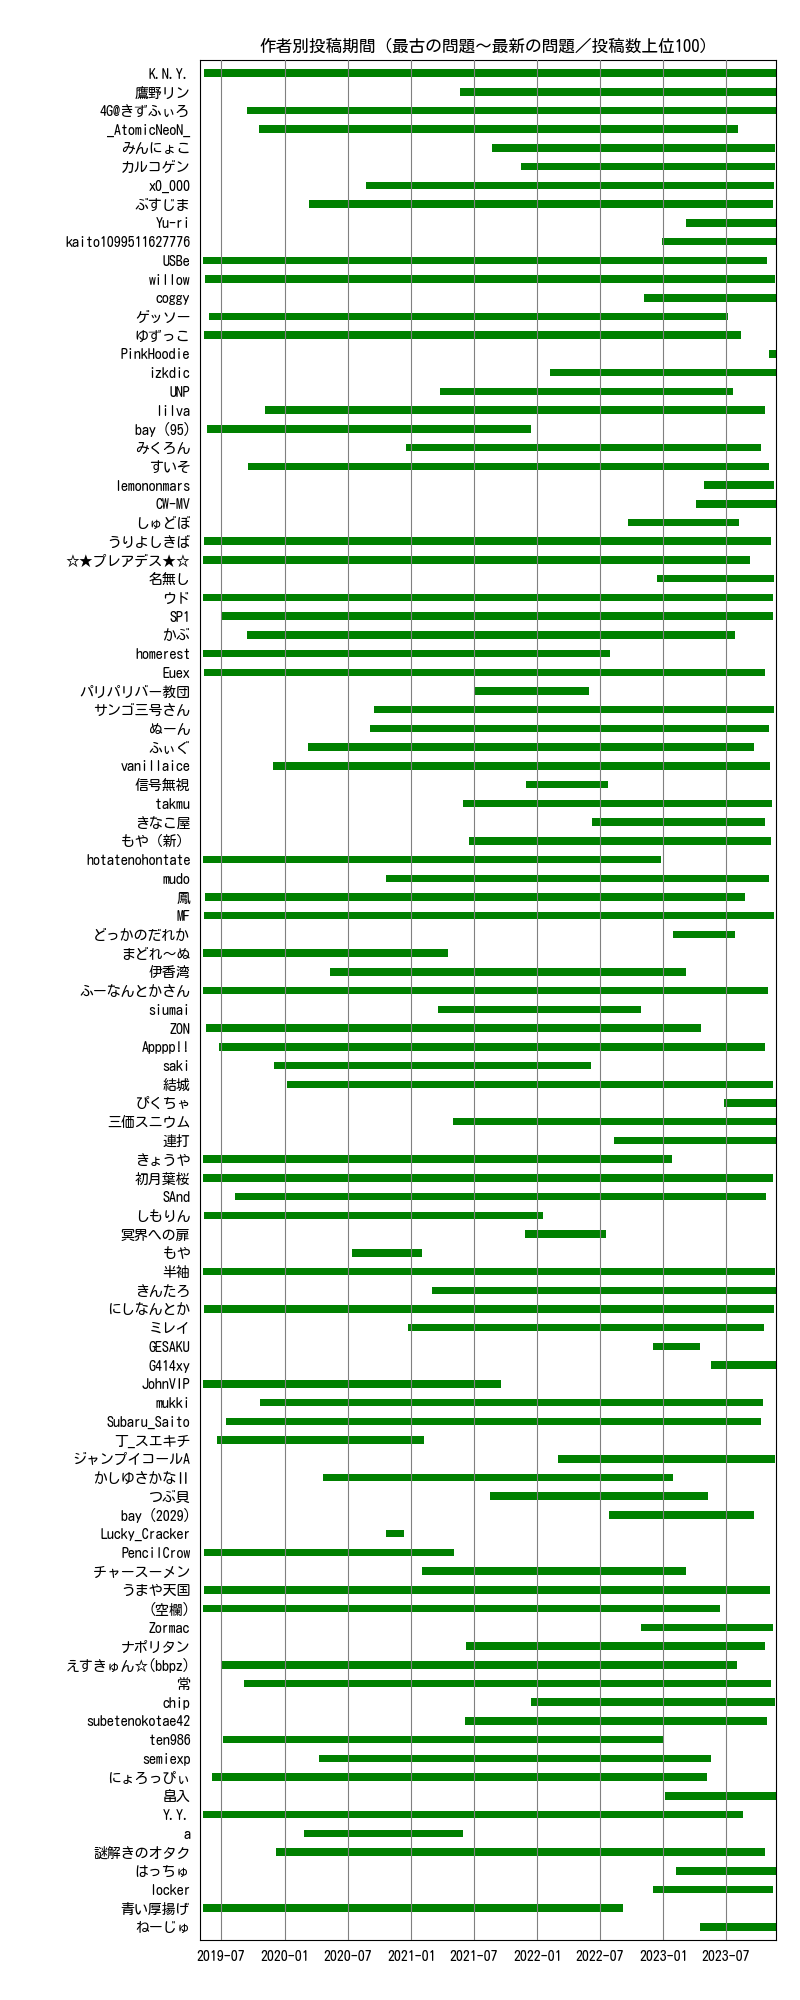 作者別投稿期間（最古の問題～最新の問題／投稿数上位100）
K.N.Y.
鷹野リン
4G@きずふぃろ
_AtomicNeoN_
みんにょこ
カルコゲン
x0_000
ぶすじま
Yu-ri
kaito1099511627776
USBe
willow
coggy
ゲッソー
ゆずっこ
PinkHoodie
izkdic
UNP
lilva
bay (95)
みくろん
すいそ
lemononmars
CW-MV
しゅどぼ
うりよしきば
☆★プレアデス★☆
名無し
ウド
SP1
かぶ
homerest
Euex
パリパリバー教団
サンゴ三号さん
ぬーん
ふぃぐ
vanillaice
信号無視
takmu
きなこ屋
もや（新）
hotatenohontate
mudo
鳳
MF
どっかのだれか
まどれ～ぬ
伊香湾
ふーなんとかさん
siumai
ZON
Appppll
saki
結城
ぴくちゃ
三価スニウム
連打
きょうや
初月葉桜
SAnd
しもりん
冥界への扉
もや
半袖
きんたろ
にしなんとか
ミレイ
GESAKU
G414xy
JohnVIP
mukki
Subaru_Saito
丁_スエキチ
ジャンプイコールA
かしゆさかなⅡ
つぶ貝
bay (2029)
Lucky_Cracker
PencilCrow
チャースーメン
うまや天国
(空欄)
Zormac
ナポリタン
えすきゅん☆(bbpz)
常
chip
subetenokotae42
ten986
semiexp
にょろっぴぃ
畠入
Y.Y.
a
謎解きのオタク
はっちゅ
locker
青い厚揚げ
ねーじゅ
2019-07 2020-01 2020-07 2021-01 2021-07 2022-01 2022-07 2023-01 2023-07